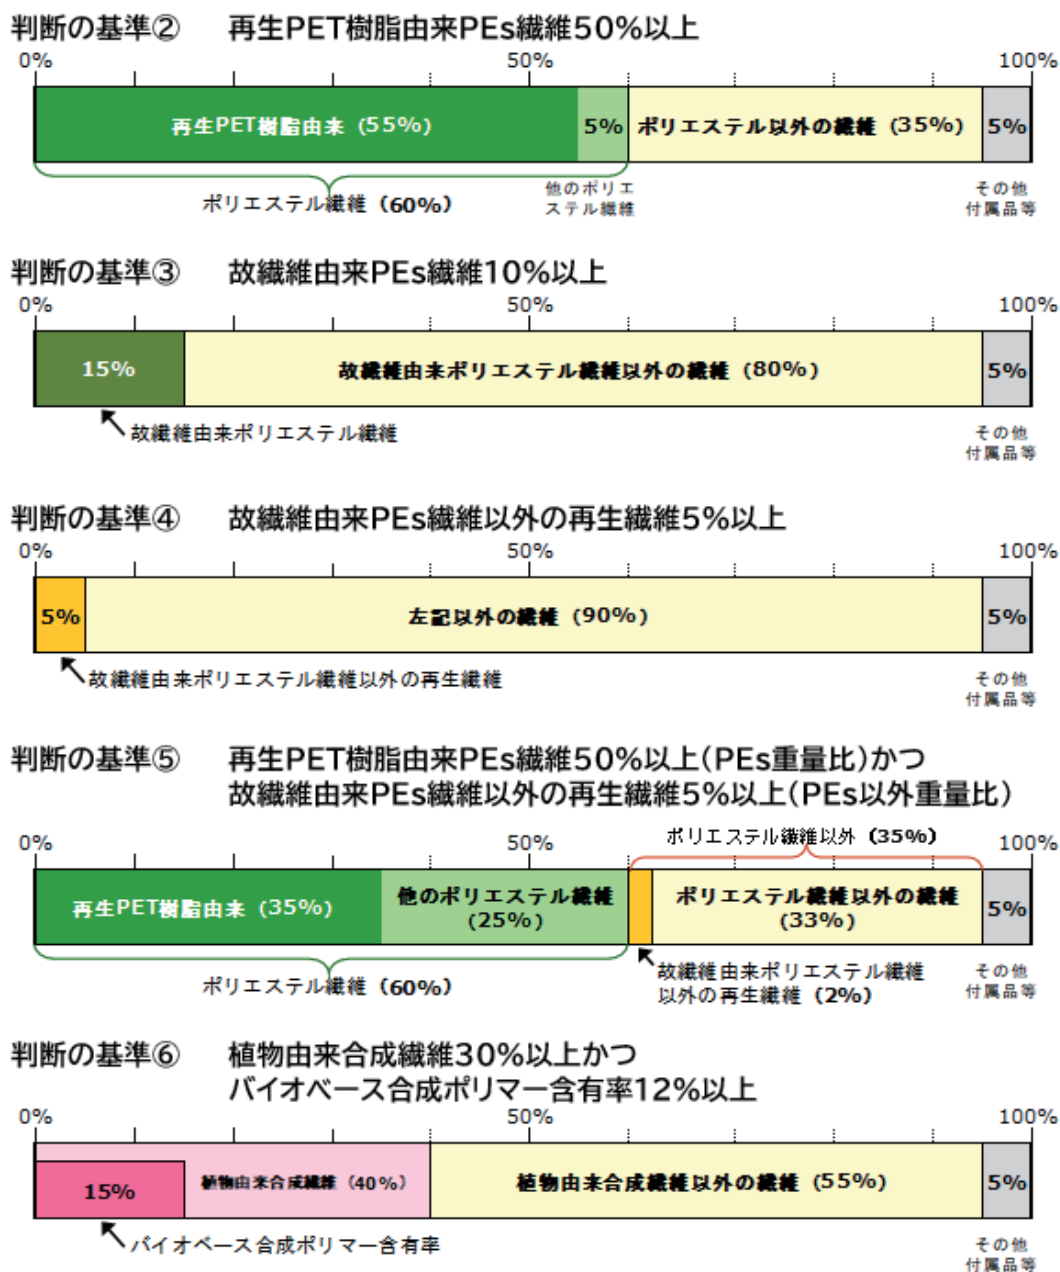 判断の基準② 再生PET樹脂由来PEs繊維50%以上
0% 50% 100%
再生PET樹脂由来（55%） 5% ポリエステル以外の繊維（35%） 5%
ポリエステル繊維（60%）
他のポリエ
ステル繊維
その他
付属品等
判断の基準③ 故繊維由来PEs繊維10%以上
0% 50% 100%
15% 故繊維由来ポリエステル繊維以外の繊維（80%） 5%
故繊維由来ポリエステル繊維
その他
付属品等
判断の基準④ 故繊維由来PEs繊維以外の再生繊維5%以上
0% 50% 100%
5% 左記以外の繊維（90%） 5%
故繊維由来ポリエステル繊維以外の再生繊維
その他
付属品等
判断の基準⑤ 再生PET樹脂由来PEs繊維50%以上(PEs重量比)かつ
故繊維由来PEs繊維以外の再生繊維5%以上(PEs以外重量比)
ポリエステル繊維以外（35%）
0% 50% 100%
再生PET樹脂由来（35%）
他のポリエステル繊維
（25%）
ポリエステル繊維以外の繊維
（33%）
5%
ポリエステル繊維（60%）
故繊維由来ポリエステル繊維
以外の再生繊維（2%）
その他
付属品等
判断の基準⑥ 植物由来合成繊維30%以上かつ
バイオベース合成ポリマー含有率12%以上
0% 50% 100%
15% 植物由来合成繊維（40%） 植物由来合成繊維以外の繊維（55%） 5%
バイオベース合成ポリマー含有率
その他
付属品等